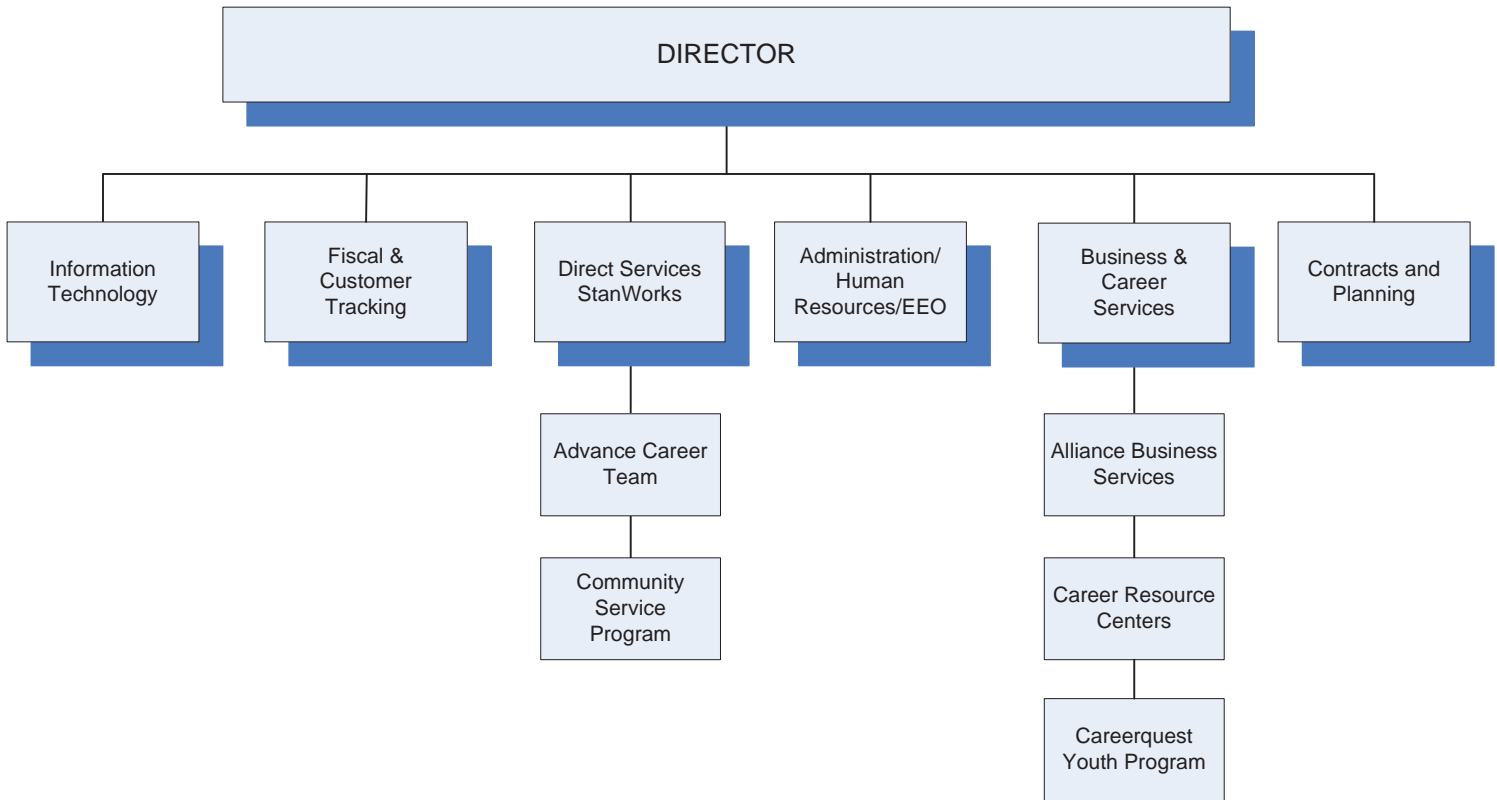 DIRECTOR
Information
Technology
Fiscal &
Customer
Tracking
Direct Services
StanWorks
Administration/
Human
Resources/EEO
Business &
Career
Services
Contracts and
Planning
Advance Career
Team
Alliance Business
Services
Community
Service
Program
Career Resource
Centers
Careerquest
Youth Program